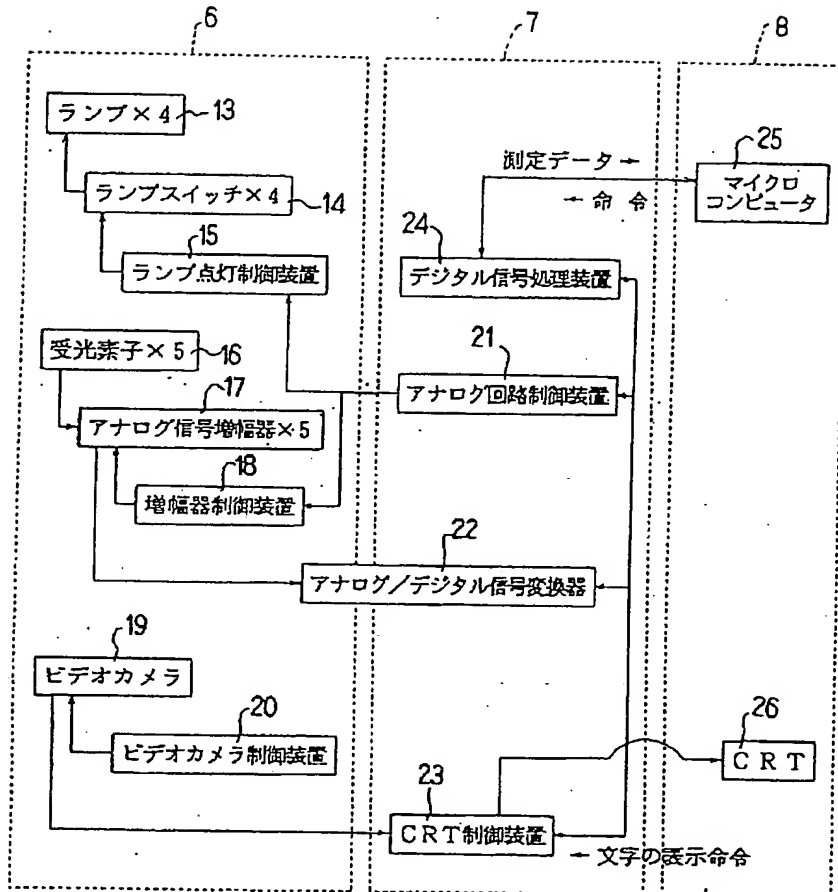 6
7
8
ランプ×4
13
ランプスイッチ×4
14
15
ランプ点灯制御装置
受光素子×5
16
17
アナログ信号増幅器×5
18
増幅器制御装置
19
ビデオカメラ
20
ビデオカメラ制御装置
測定データ→
←命令
24
デジタル信号処理装置
21
アナログ回路制御装置
22
アナログ/デジタル信号変換器
23
CRT制御装置
←文字の表示命令
25
マイクロ
コンピュータ
26
CRT